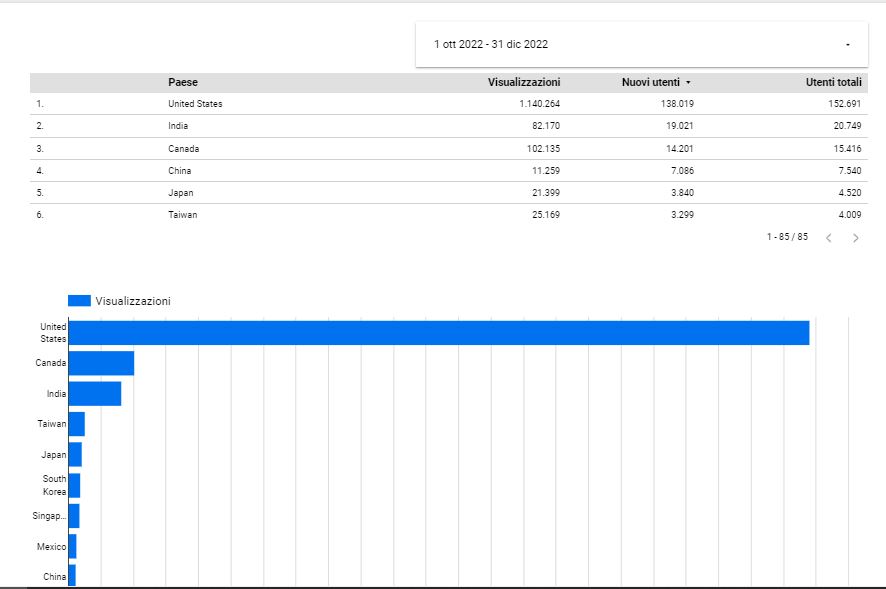 1 ott 2022 - 31 dic 2022
Paese Visualizzazioni Nuovi utenti Utenti totali
1. United States 1.140.264 138.019 152.691
2. India 82.170 19.021 20.749
3. Canada 102.135 14.201 15.416
4. China 11.259 7.086 7.540
5. Japan 21.399 3.840 4.520
6. Taiwan 25.169 3.299 4.009
1 - 85 / 85
Visualizzazioni
United
States
Canada
India
Taiwan
Japan
South
Korea
Singap...
Mexico
China